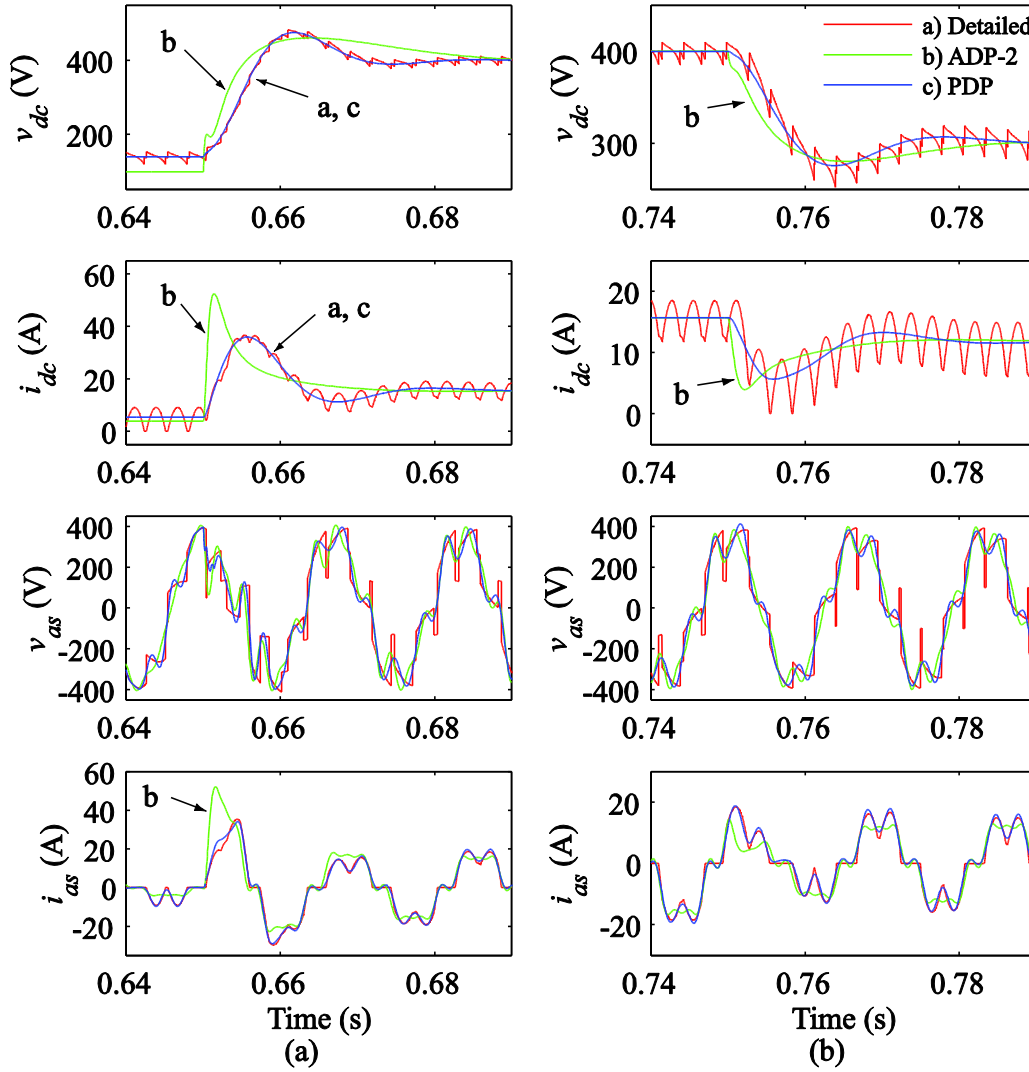 a) Detailed
b) ADP-2
c) PDP
v_dc (V)
400
200
b
a, c
0.64 0.66 0.68
v_dc (V)
400
300
b
0.74 0.76 0.78
i_dc (A)
60
40
20
0
b
a, c
0.64 0.66 0.68
i_dc (A)
20
10
0
b
0.74 0.76 0.78
v_as (V)
400
200
0
-200
-400
0.64 0.66 0.68
v_as (V)
400
200
0
-200
-400
0.74 0.76 0.78
i_as (A)
60
40
20
0
-20
b
0.64 0.66 0.68
Time (s)
(a)
i_as (A)
20
0
-20
0.74 0.76 0.78
Time (s)
(b)